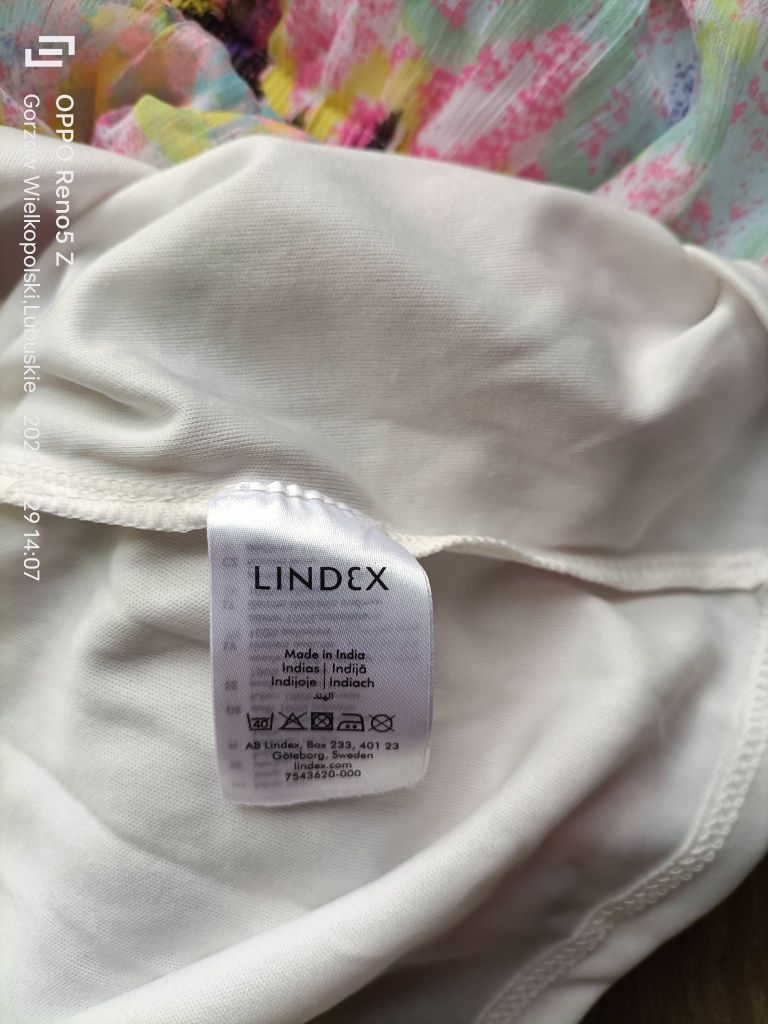 OPPO Reno5 Z
Gorzów Wielkopolski,Lubuskie
29 14:07
LINDEX
Made in India
Indias | Indijā
Indijoje | Indiach
الهند
40
AB Lindex, Box 233, 401 23
Göteborg, Sweden
lindex.com
7543620-000